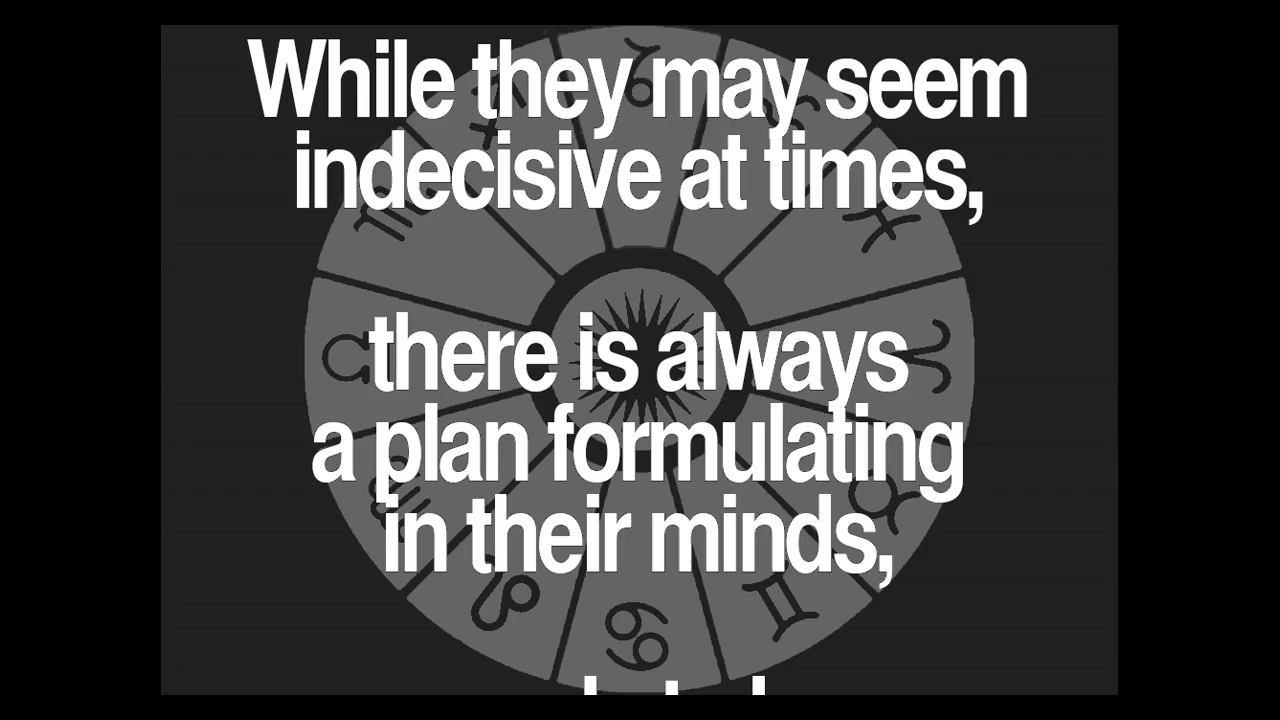 While they may seem
indecisive at times,
there is always
a plan formulating
in their minds,